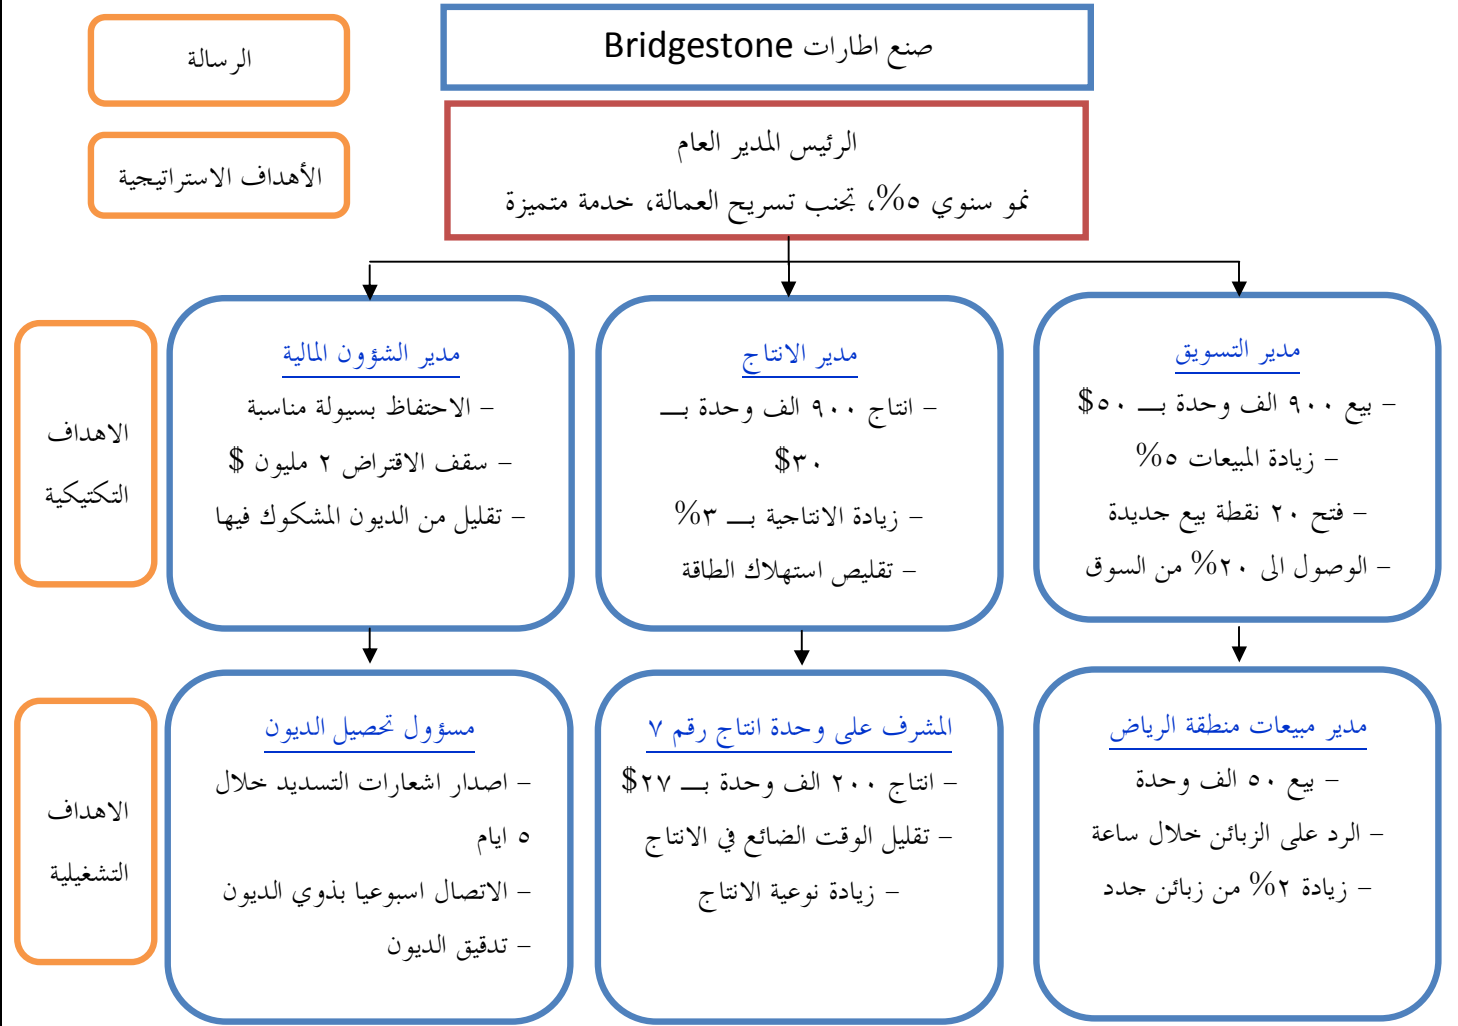 صنع اطارات Bridgestone
الرسالة
الرئيس المدير العام
نمو سنوي ٥%، تجنب تسريح العمالة، خدمة متميزة
الأهداف الاستراتيجية
مدير التسويق
– بيع ٩٠٠ الف وحدة بـــ ٥٠$
– زيادة المبيعات ٥%
– فتح ٢٠ نقطة بيع جديدة
– الوصول الى ٢٠% من السوق
مدير الانتاج
– انتاج ٩٠٠ الف وحدة بـــ
٣٠$
– زيادة الانتاجية بـــ ٣%
– تقليص استهلاك الطاقة
مدير الشؤون المالية
– الاحتفاظ بسيولة مناسبة
– سقف الاقتراض ٢ مليون $
– تقليل من الديون المشكوك فيها
الاهداف
التكتيكية
مدير مبيعات منطقة الرياض
– بيع ٥٠ الف وحدة
– الرد على الزبائن خلال ساعة
– زيادة ٢% من زبائن جدد
المشرف على وحدة انتاج رقم ٧
– انتاج ٢٠٠ الف وحدة بـــ ٢٧$
– تقليل الوقت الضائع في الانتاج
– زيادة نوعية الانتاج
مسؤول تحصيل الديون
– اصدار اشعارات التسديد خلال
٥ ايام
– الاتصال اسبوعيا بذوي الديون
– تدقيق الديون
الاهداف
التشغيلية